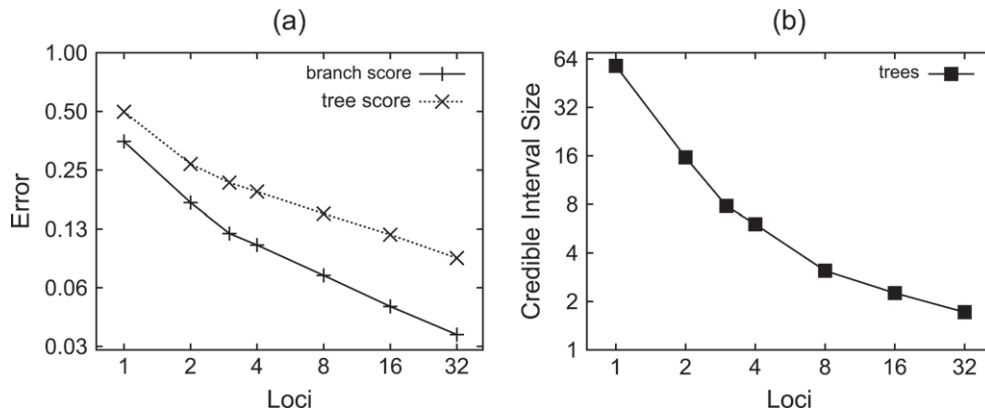 (a)
Error
1.00
0.50
0.25
0.13
0.06
0.03
branch score
tree score
1 2 4 8 16 32
Loci
(b)
Credible Interval Size
64
32
16
8
4
2
1
trees
1 2 4 8 16 32
Loci